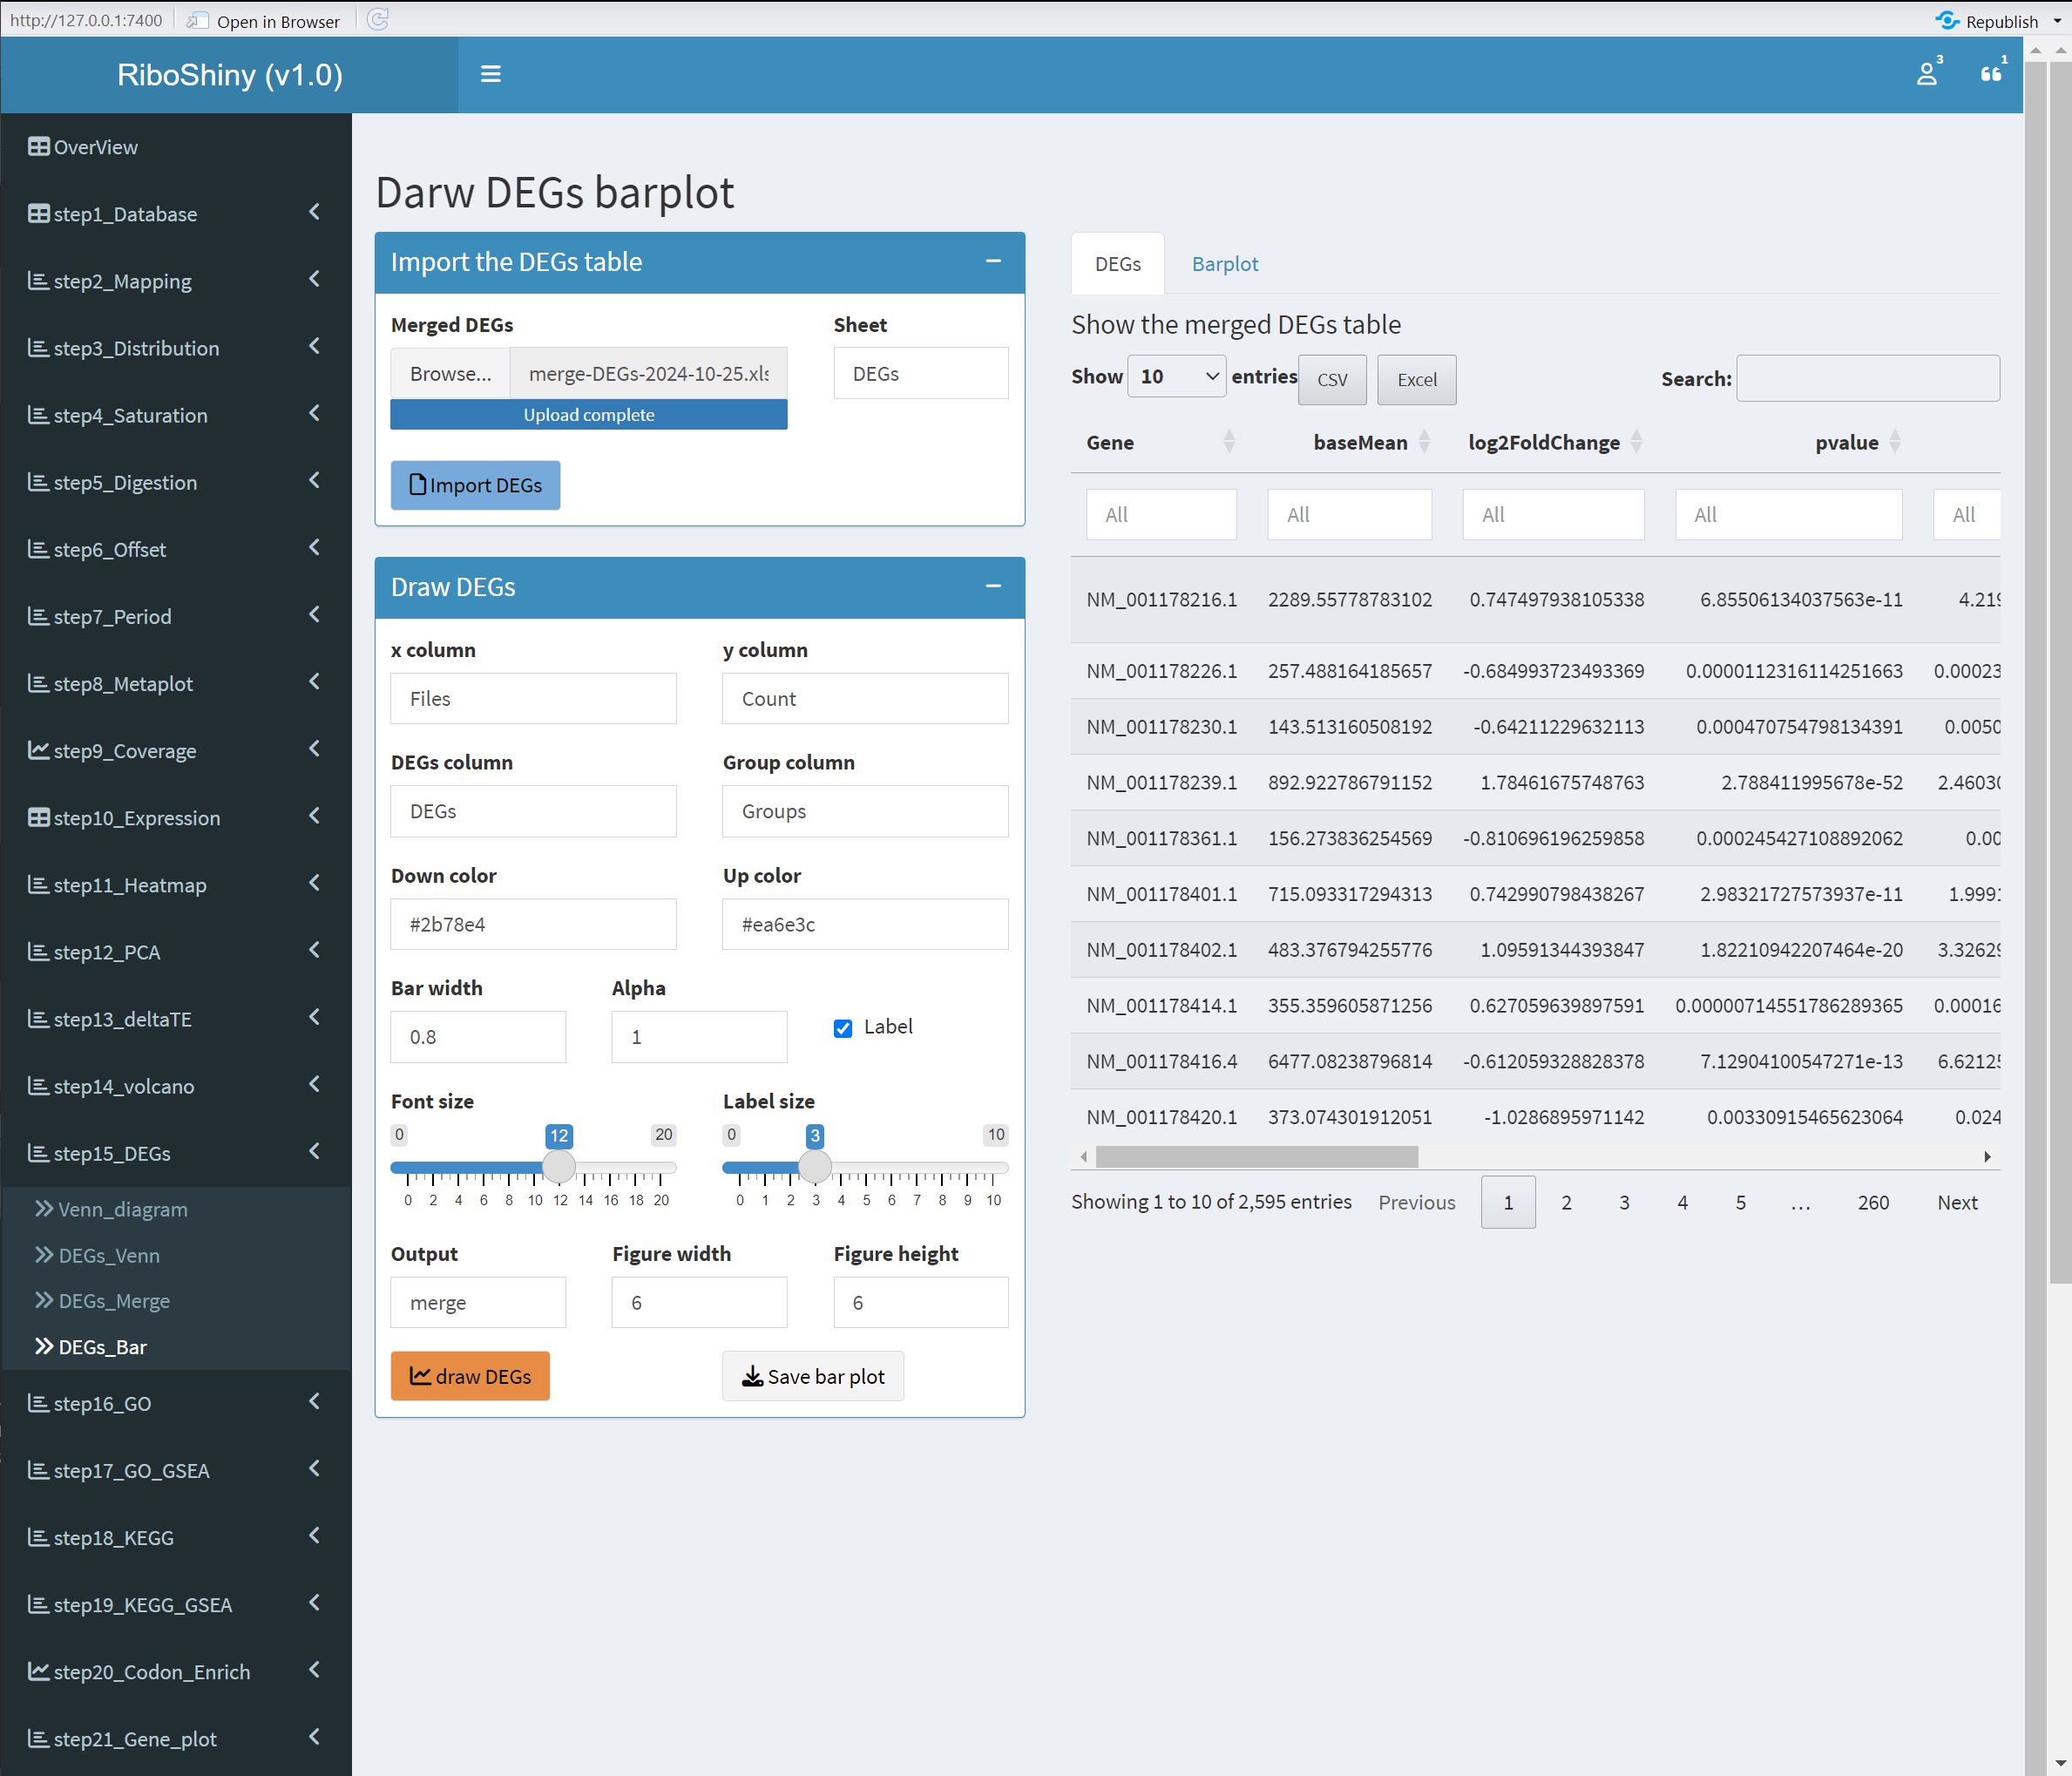 http://127.0.0.1:7400 Open in Browser Republish
RiboShiny (v1.0) 3 1
OverView
step1_Database
step2_Mapping
step3_Distribution
step4_Saturation
step5_Digestion
step6_Offset
step7_Period
step8_Metaplot
step9_Coverage
step10_Expression
step11_Heatmap
step12_PCA
step13_deltaTE
step14_volcano
step15_DEGs
Venn_diagram
DEGs_Venn
DEGs_Merge
DEGs_Bar
step16_GO
step17_GO_GSEA
step18_KEGG
step19_KEGG_GSEA
step20_Codon_Enrich
step21_Gene_plot
Darw DEGs barplot
Import the DEGs table
Merged DEGs Sheet
Browse... merge-DEGs-2024-10-25.xls DEGs
Upload complete
Import DEGs
Draw DEGs
x column y column
Files Count
DEGs column Group column
DEGs Groups
Down color Up color
#2b78e4 #ea6e3c
Bar width Alpha
0.8 1 Label
Font size Label size
0 12 20 0 3 10
0 2 4 6 8 10 12 14 16 18 20 0 1 2 3 4 5 6 7 8 9 10
Output Figure width Figure height
merge 6 6
draw DEGs Save bar plot
DEGs Barplot
Show the merged DEGs table
Show 10 entries CSV Excel Search:
Gene baseMean log2FoldChange pvalue
All All All All All
NM_001178216.1 2289.55778783102 0.747497938105338 6.85506134037563e-11 4.219
NM_001178226.1 257.488164185657 -0.684993723493369 0.0000112316114251663 0.00023
NM_001178230.1 143.513160508192 -0.64211229632113 0.000470754798134391 0.0050
NM_001178239.1 892.922786791152 1.78461675748763 2.788411995678e-52 2.46030
NM_001178361.1 156.273836254569 -0.810696196259858 0.000245427108892062 0.00
NM_001178401.1 715.093317294313 0.742990798438267 2.98321727573937e-11 1.9991
NM_001178402.1 483.376794255776 1.09591344393847 1.82210942207464e-20 3.32629
NM_001178414.1 355.359605871256 0.627059639897591 0.00000714551786289365 0.00016
NM_001178416.4 6477.08238796814 -0.612059328828378 7.12904100547271e-13 6.62125
NM_001178420.1 373.074301912051 -1.0286895971142 0.00330915465623064 0.024
Showing 1 to 10 of 2,595 entries Previous 1 2 3 4 5 … 260 Next